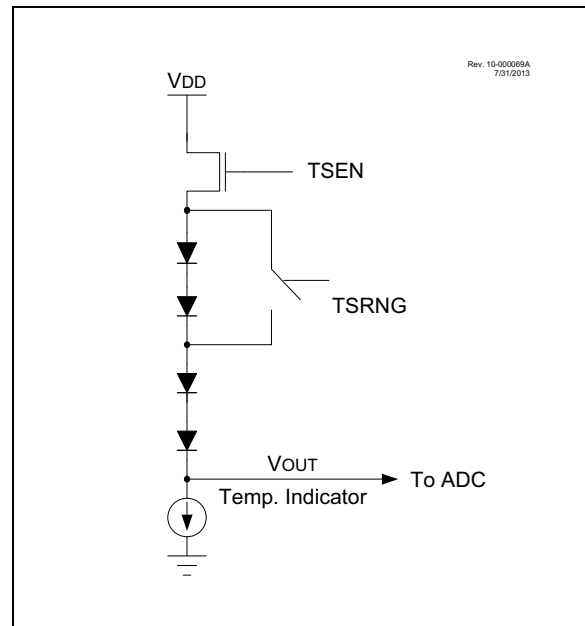 Rev. 10-000069A
7/31/2013
VDD
TSEN
TSRNG
VOUT
Temp. Indicator
To ADC